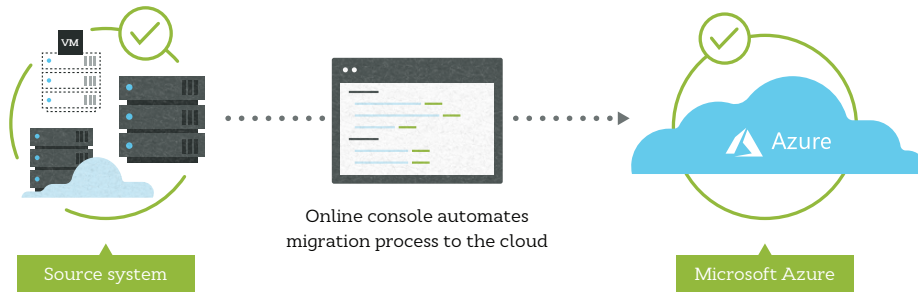 VM
Azure
Online console automates
migration process to the cloud
Source system
Microsoft Azure